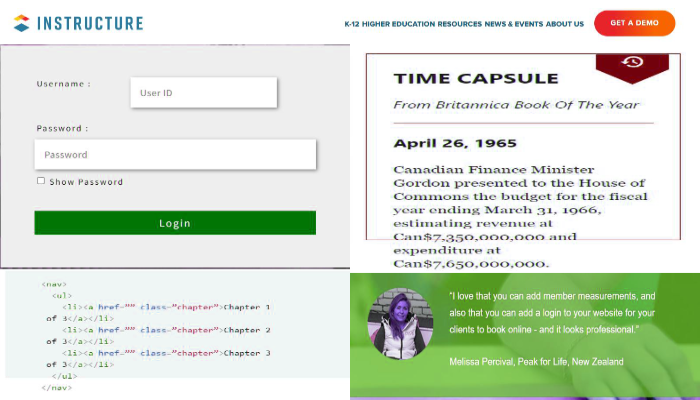 INSTRUCTURE
K-12 HIGHER EDUCATION RESOURCES NEWS & EVENTS ABOUT US
GET A DEMO
Username :
User ID
Password :
Password
Show Password
Login
TIME CAPSULE
From Britannica Book Of The Year
April 26, 1965
Canadian Finance Minister
Gordon presented to the House of
Commons the budget for the fiscal
year ending March 31, 1966,
estimating revenue at
Can$7,350,000,000 and
expenditure at
Can$7,650,000,000.
<nav>
<ul>
<li><a href="" class="chapter">Chapter 1
of 3</a></li>
<li><a href="" class="chapter">Chapter 2
of 3</a></li>
<li><a href="" class="chapter">Chapter 3
of 3</a></li>
</ul>
</nav>
"I love that you can add member measurements, and
also that you can add a login to your website for your
clients to book online - and it looks professional."
Melissa Percival, Peak for Life, New Zealand